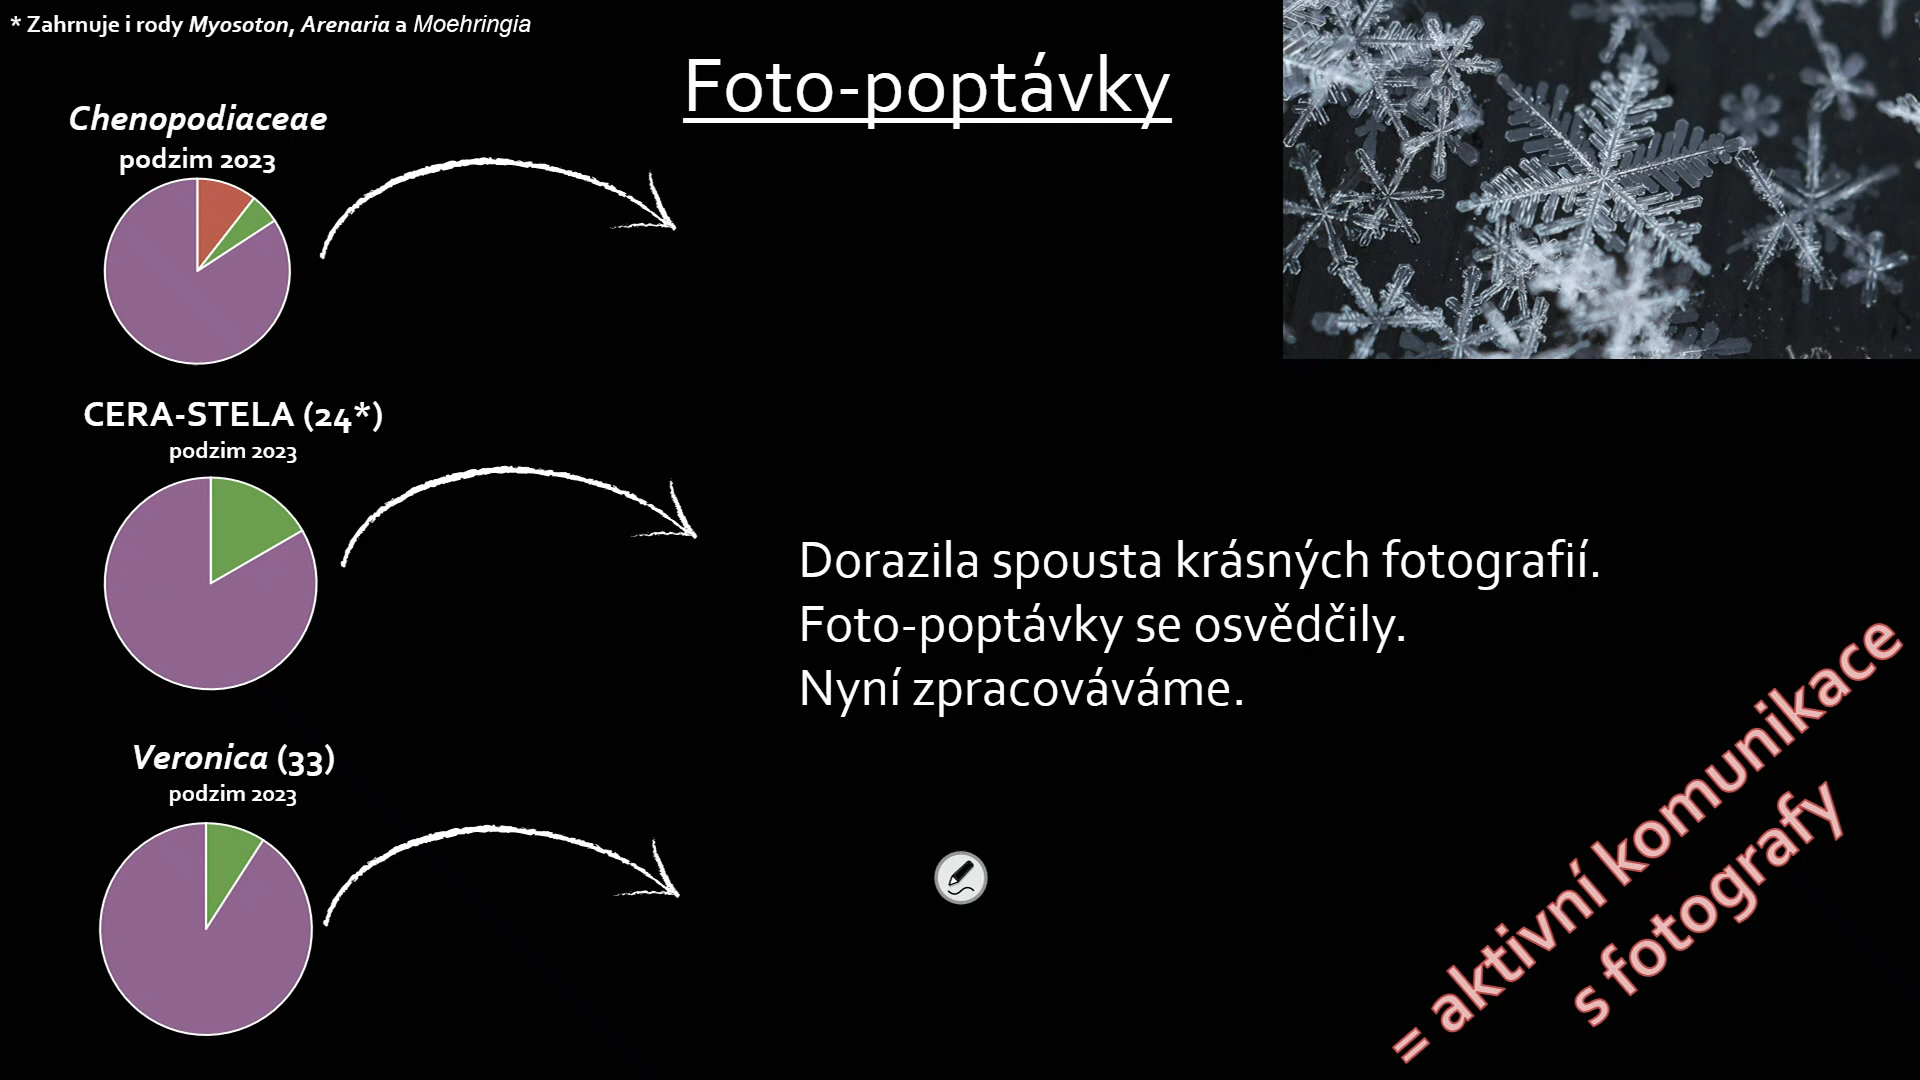 * Zahrnuje i rody Myosoton, Arenaria a Moehringia
Foto-poptávky
Chenopodiaceae
podzim 2023
CERA-STELA (24*)
podzim 2023
Dorazila spousta krásných fotografií.
Foto-poptávky se osvědčily.
Nyní zpracováváme.
Veronica (33)
podzim 2023
= aktivní komunikace
s fotografy